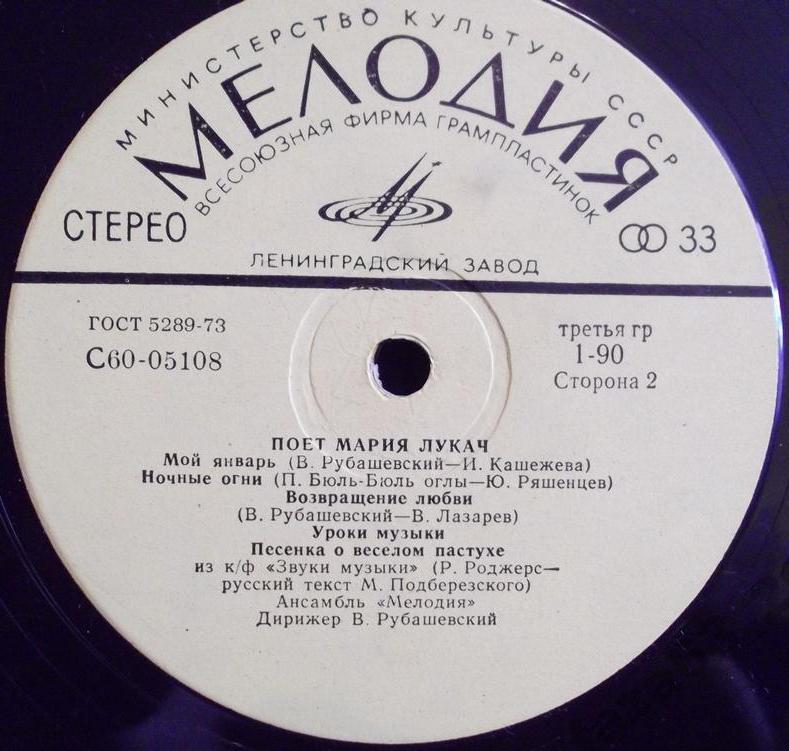 МИНИСТЕРСТВО КУЛЬТУРЫ СССР
МЕЛОДИЯ
ВСЕСОЮЗНАЯ ФИРМА ГРАМПЛАСТИНОК
СТЕРЕО
33
ЛЕНИНГРАДСКИЙ ЗАВОД
ГОСТ 5289-73
С60-05108
третья гр
1-90
Сторона 2
ПОЕТ МАРИЯ ЛУКАЧ
Мой январь (В. Рубашевский—И. Кашежева)
Ночные огни (П. Бюль-Бюль оглы—Ю. Ряшенцев)
Возвращение любви
(В. Рубашевский—В. Лазарев)
Уроки музыки
Песенка о веселом пастухе
из к/ф «Звуки музыки» (Р. Роджерс—
русский текст М. Подберезского)
Ансамбль «Мелодия»
Дирижер В. Рубашевский